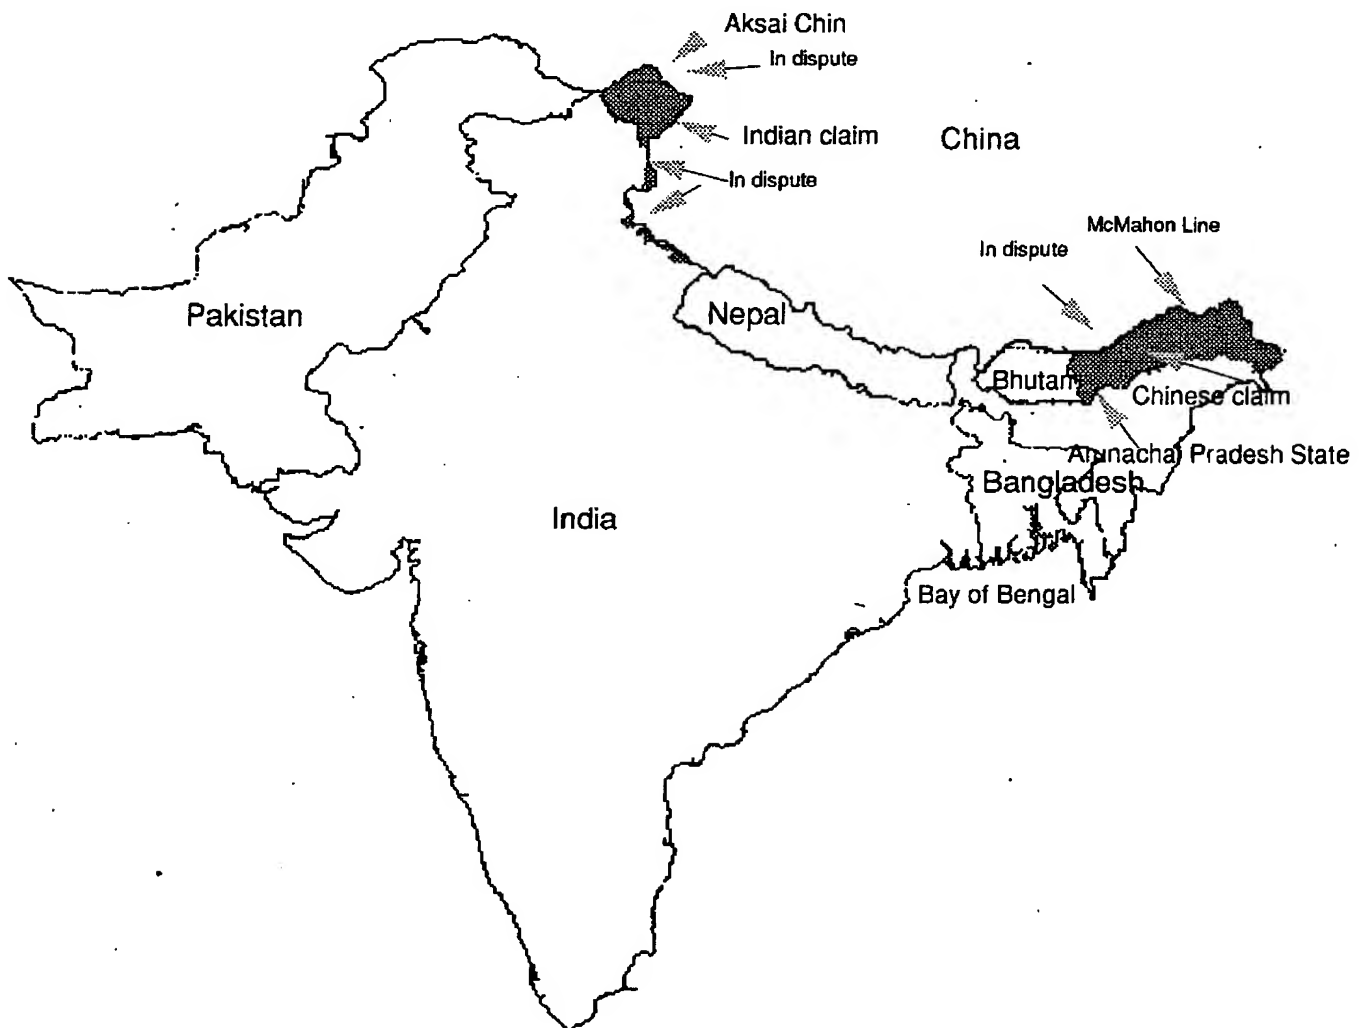 Aksai Chin
In dispute
Indian claim
China
In dispute
McMahon Line
In dispute
Pakistan
Nepal
Bhutan
Chinese claim
Arunachal Pradesh State
Bangladesh
India
Bay of Bengal